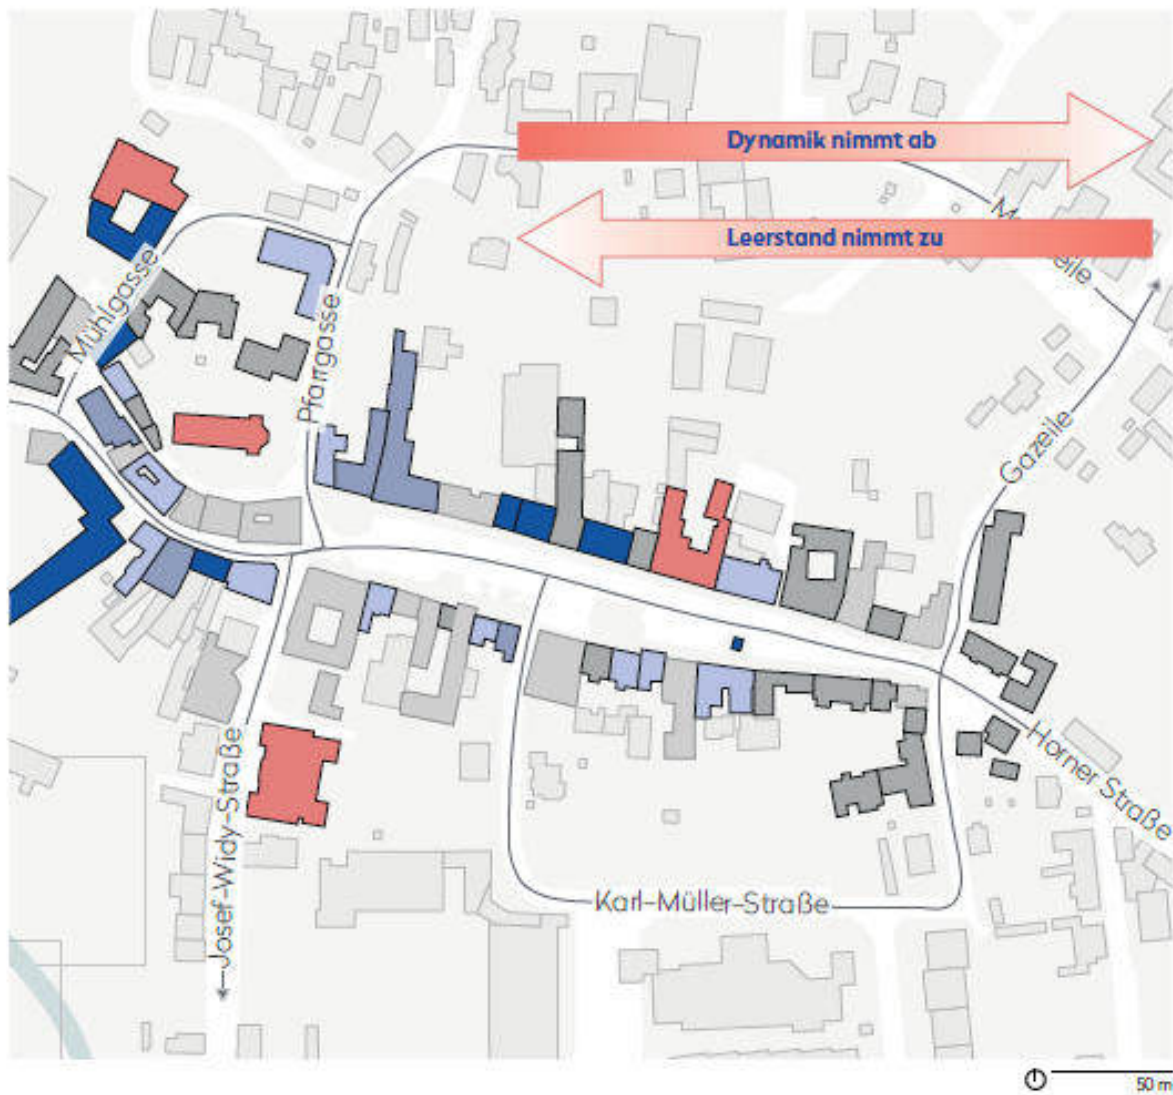 Dynamik nimmt ab
Leerstand nimmt zu
Mühlgasse
Pfarrgasse
Gazeile
Horner Straße
Josef-Widy-Straße
Karl-Müller-Straße
50 m